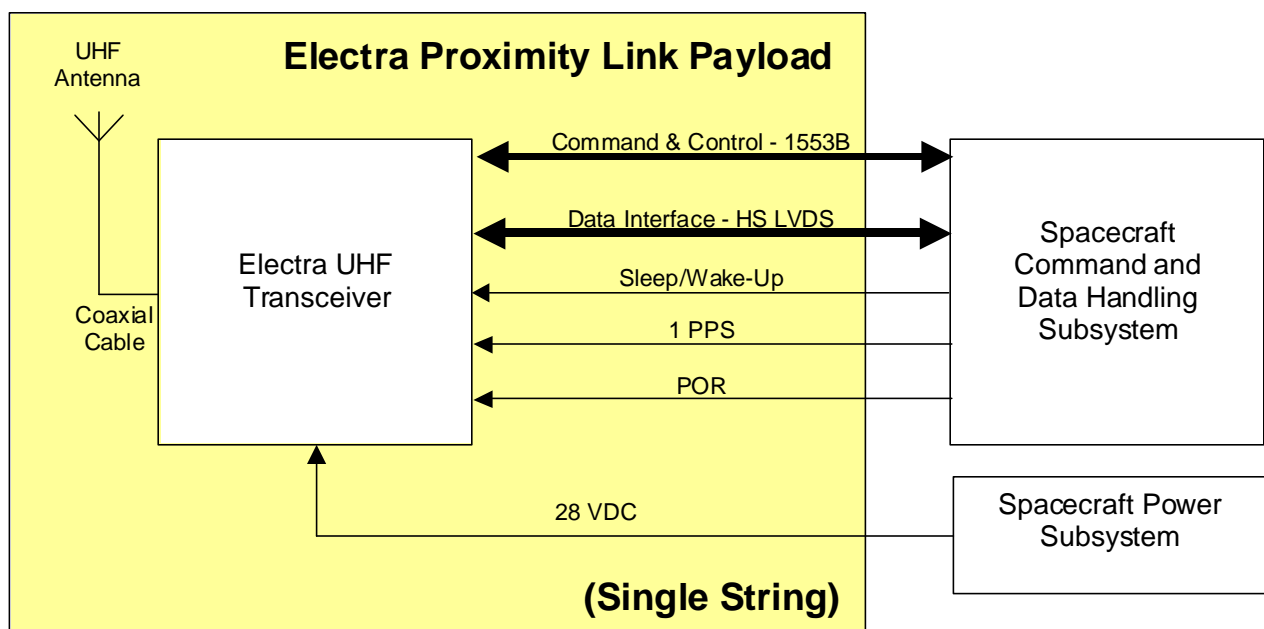 Electra Proximity Link Payload
UHF
Antenna
Coaxial
Cable
Electra UHF
Transceiver
Command & Control - 1553B
Data Interface - HS LVDS
Sleep/Wake-Up
1 PPS
POR
28 VDC
Spacecraft
Command and
Data Handling
Subsystem
Spacecraft Power
Subsystem
(Single String)